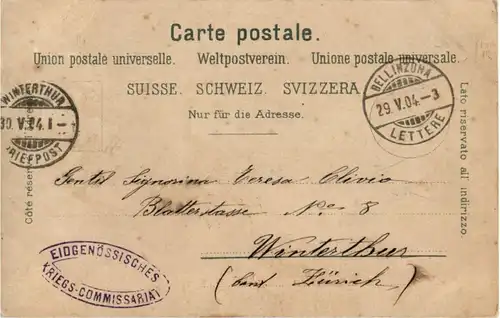 Carte postale.
Union postale universelle. Weltpostverein. Unione postale universale.
SUISSE. SCHWEIZ. SVIZZERA.
Nur für die Adresse.
WINTERTHUR
30. V. 04. I
BRIEFPOST
BELLINZONA
29. V. 04. – 3
LETTERE
Côté réservé
Lato riservato all' indirizzo.
Gentil Signorina Teresa Olivio
Blatterstasse No. 8
Winterthur
(Cant. Zürich)
EIDGENÖSSISCHES
KRIEGS-COMMISSARIAT